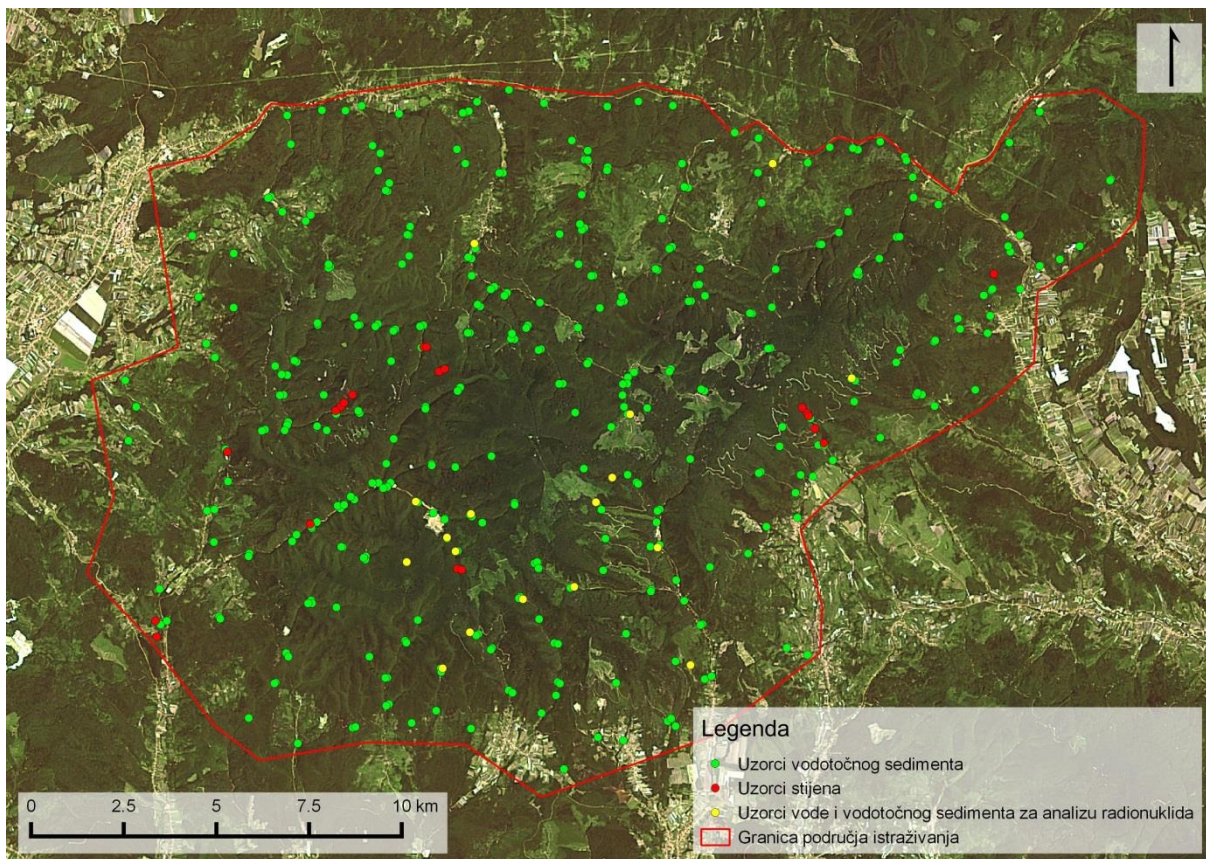 Legenda
Uzorci vodotočnog sedimenta
Uzorci stijena
Uzorci vode i vodotočnog sedimenta za analizu radionuklida
Granica područja istraživanja
0 2.5 5 7.5 10 km